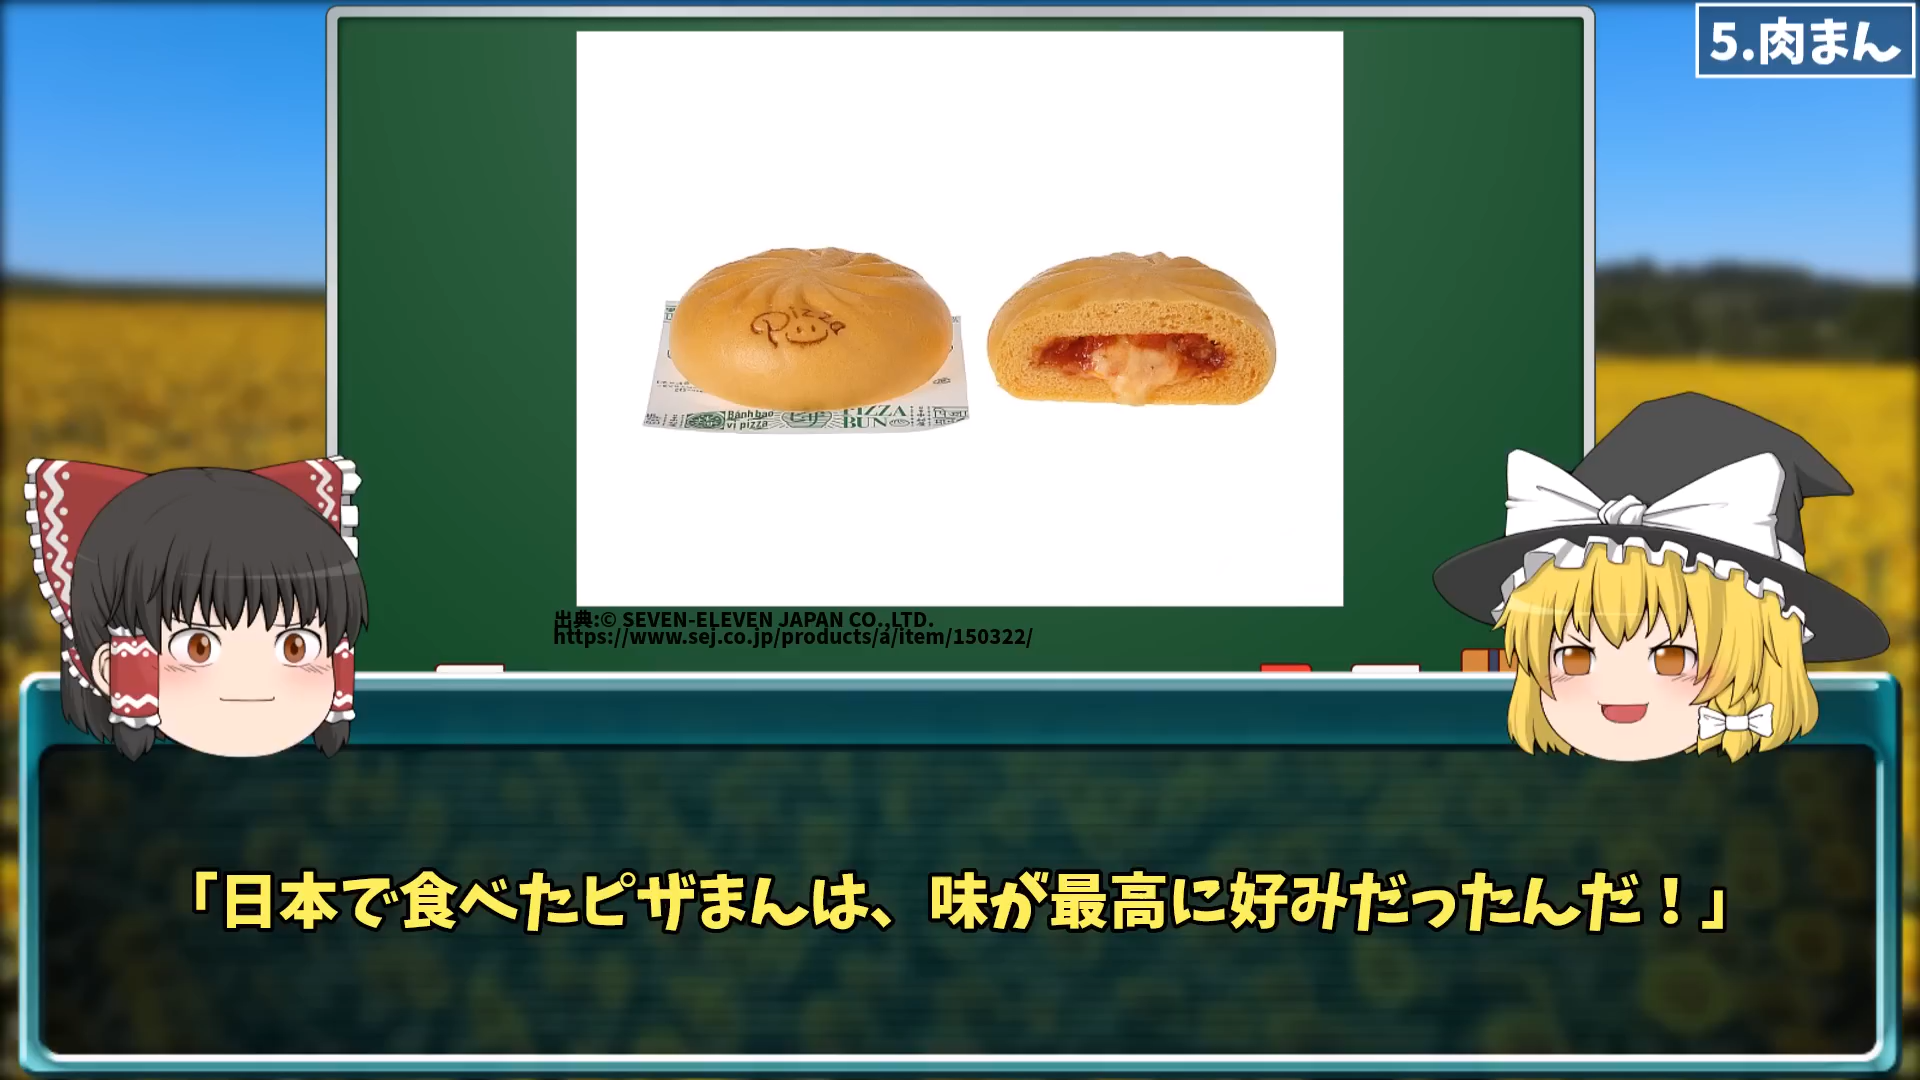 5.肉まん
Pizza
Bánh bao
vị pizza
ピザ
PIZZA
BUN
出典:© SEVEN-ELEVEN JAPAN CO.,LTD.
https://www.sej.co.jp/products/a/item/150322/
「日本で食べたピザまんは、味が最高に好みだったんだ！」